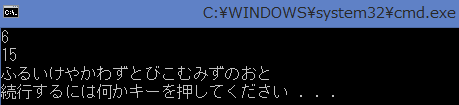 C:¥WINDOWS¥system32¥cmd.exe
6
15
ふるいけやかわずとびこむみずのおと
続行するには何かキーを押してください . . .